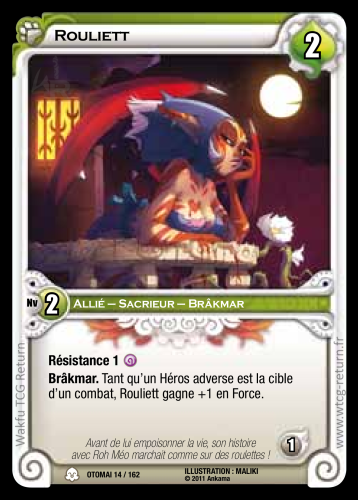 Rouliett
2
Nv 2 Allié – Sacrieur – Brâkmar
Résistance 1
Brâkmar. Tant qu'un Héros adverse est la cible
d'un combat, Rouliett gagne +1 en Force.
Avant de lui empoisonner la vie, son histoire
avec Roh Méo marchait comme sur des roulettes !
1
OTOMAI 14 / 162
ILLUSTRATION : MALIKI
© 2011 Ankama
Wakfu TCG Return
www.wtcg-return.fr